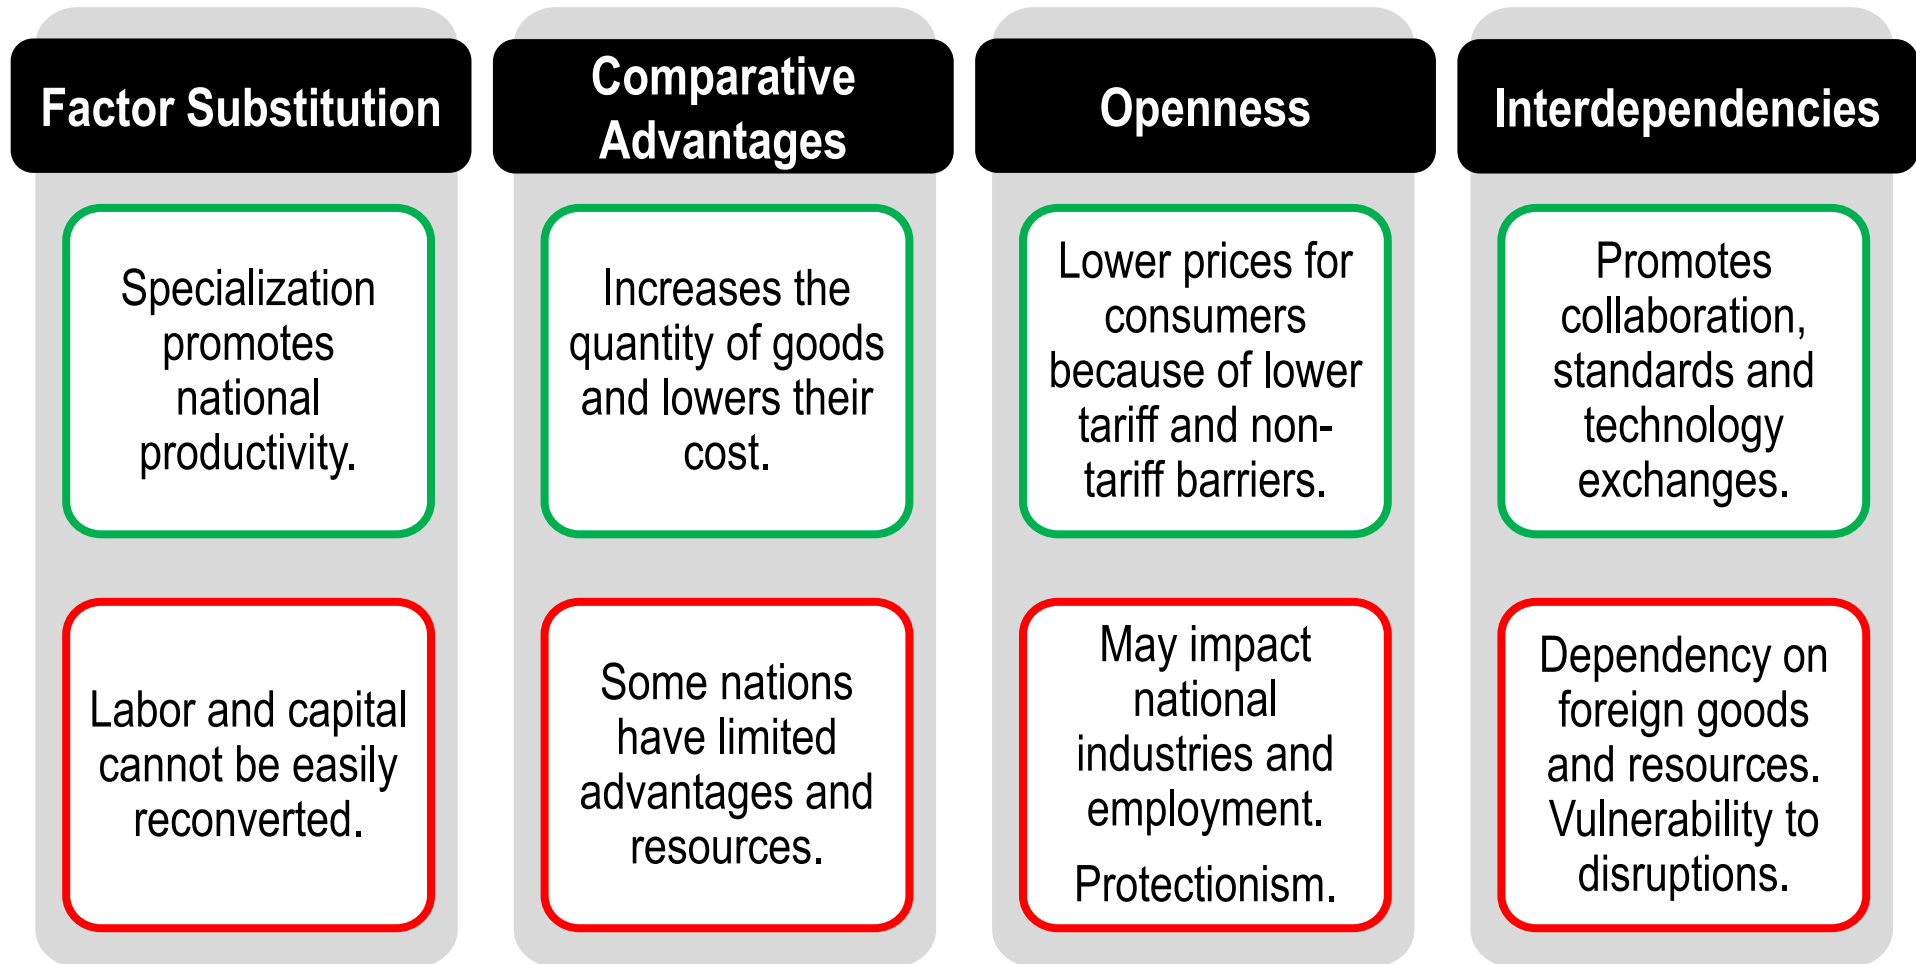 Factor Substitution
Specialization
promotes
national
productivity.
Labor and capital
cannot be easily
reconverted.
Comparative
Advantages
Increases the
quantity of goods
and lowers their
cost.
Some nations
have limited
advantages and
resources.
Openness
Lower prices for
consumers
because of lower
tariff and non-
tariff barriers.
May impact
national
industries and
employment.
Protectionism.
Interdependencies
Promotes
collaboration,
standards and
technology
exchanges.
Dependency on
foreign goods
and resources.
Vulnerability to
disruptions.